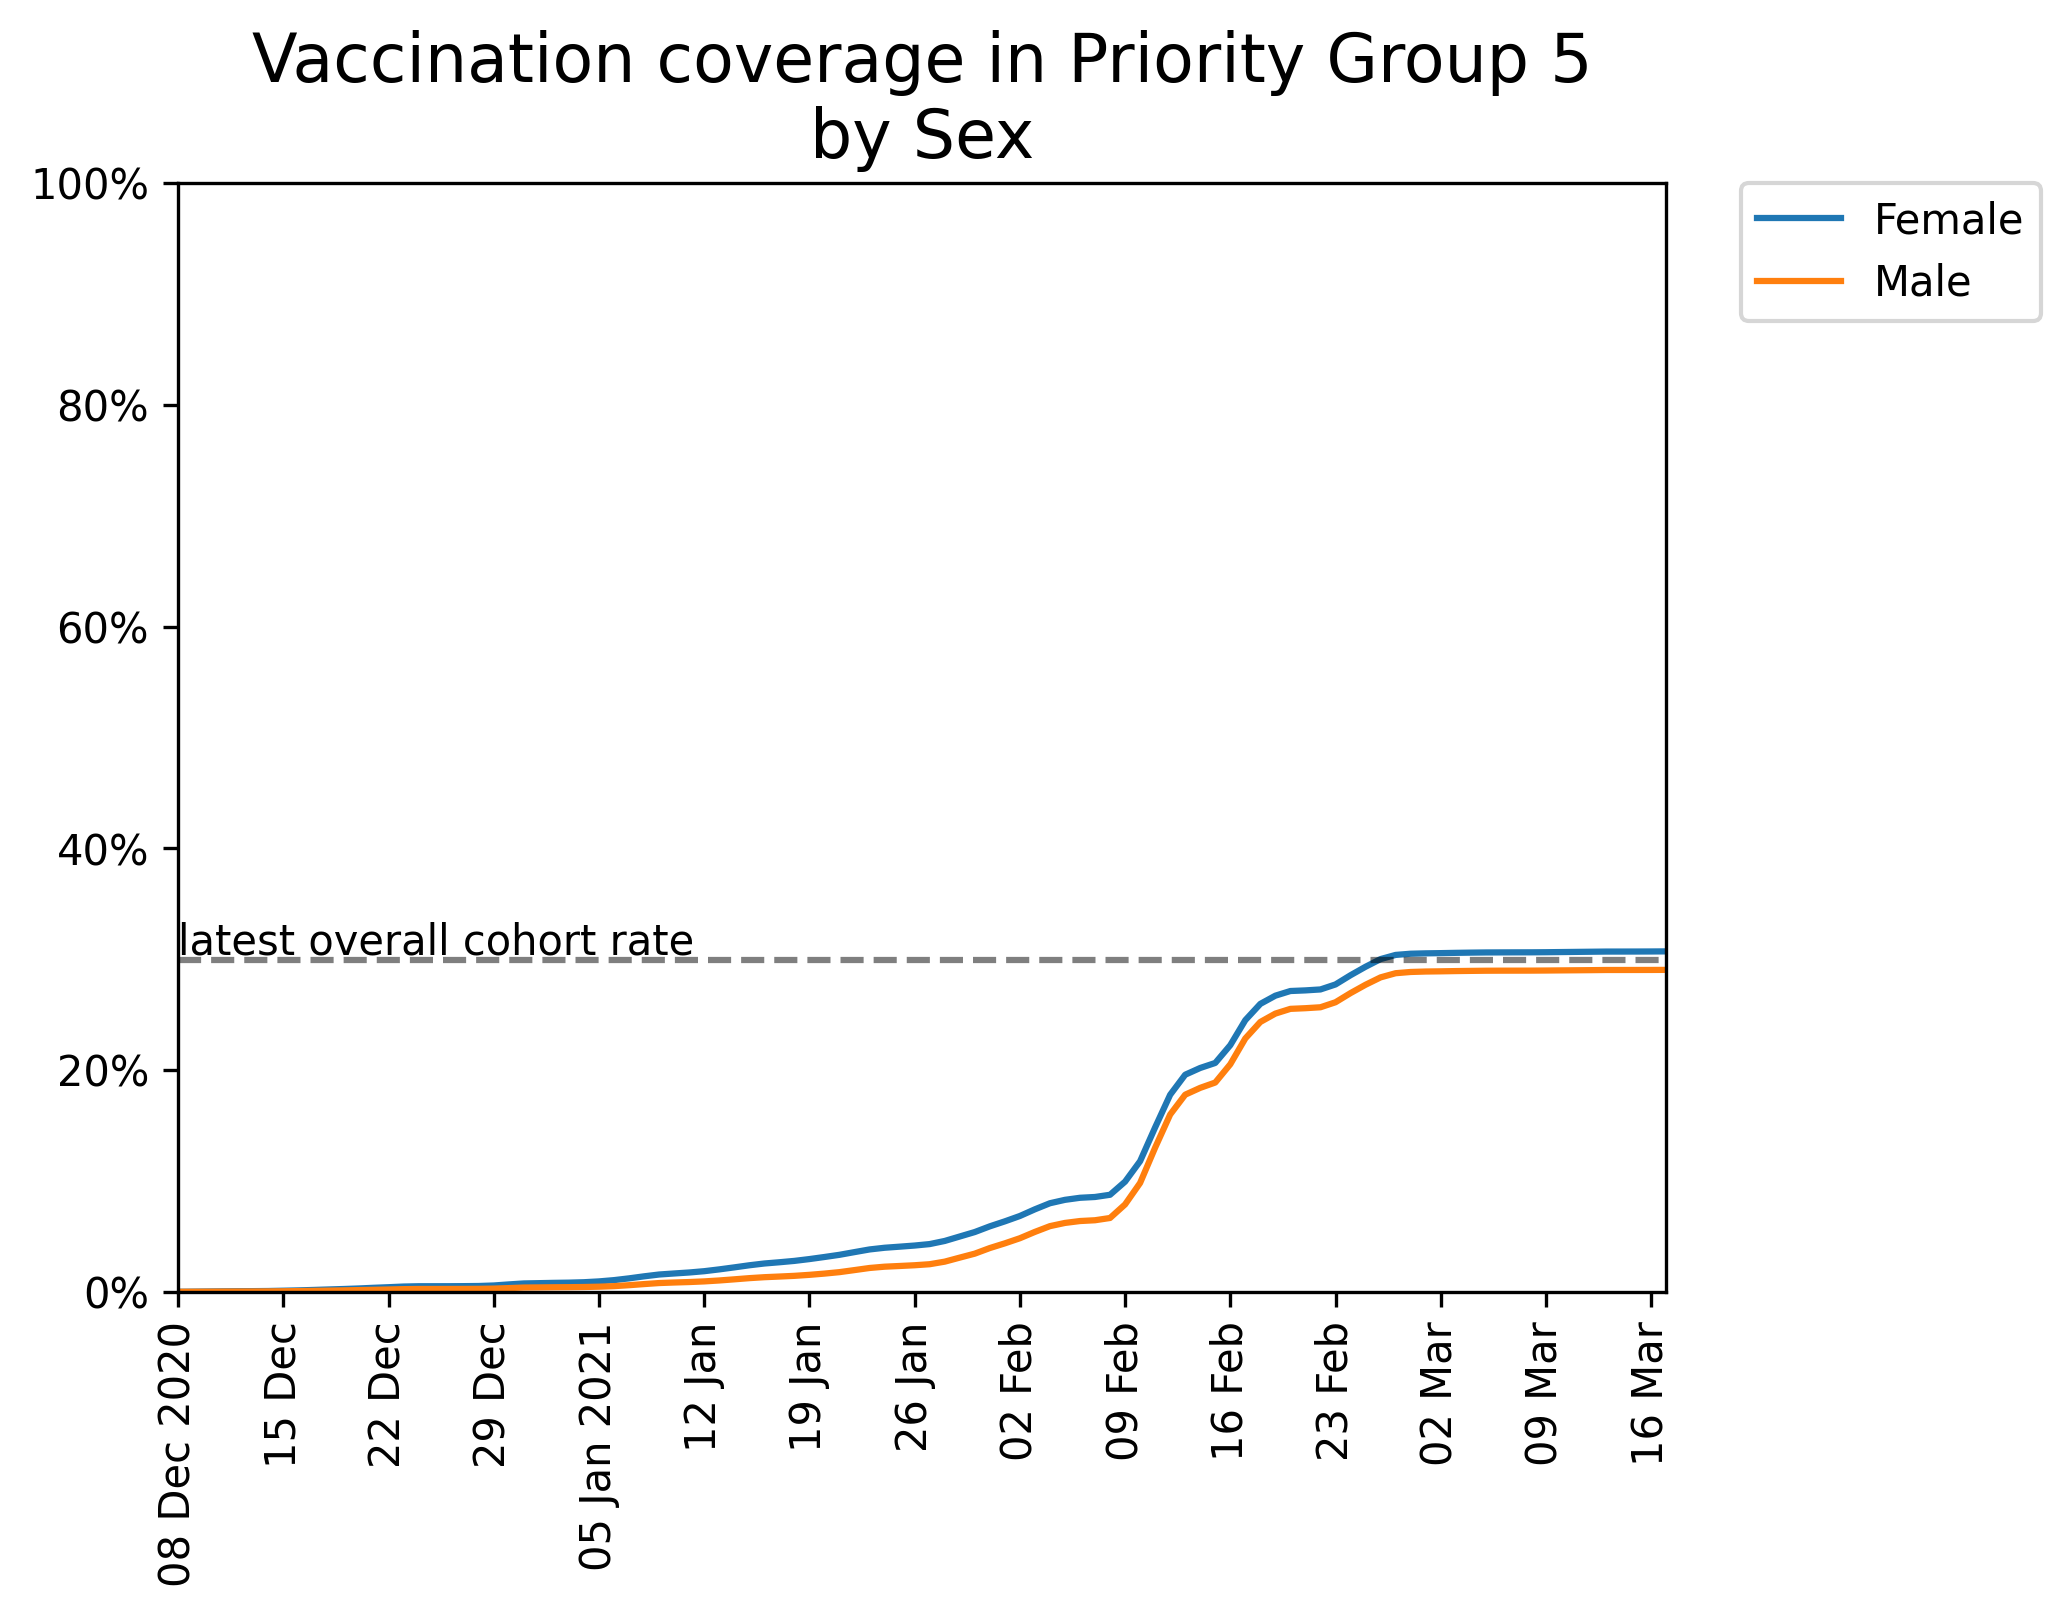 Vaccination coverage in Priority Group 5
by Sex
100%
80%
60%
40%
20%
0%
latest overall cohort rate
Female
Male
08 Dec 2020
15 Dec
22 Dec
29 Dec
05 Jan 2021
12 Jan
19 Jan
26 Jan
02 Feb
09 Feb
16 Feb
23 Feb
02 Mar
09 Mar
16 Mar